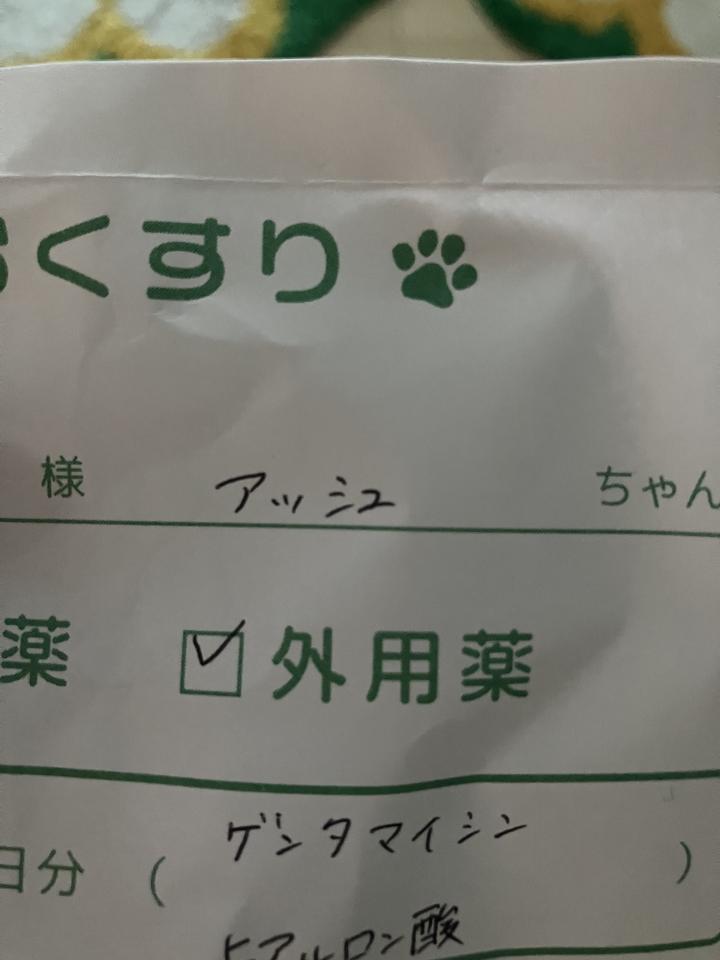 おくすり
様 アッシュ ちゃん
薬 ☑ 外用薬
日分 ( ゲンタマイシン )
ヒアルロン酸